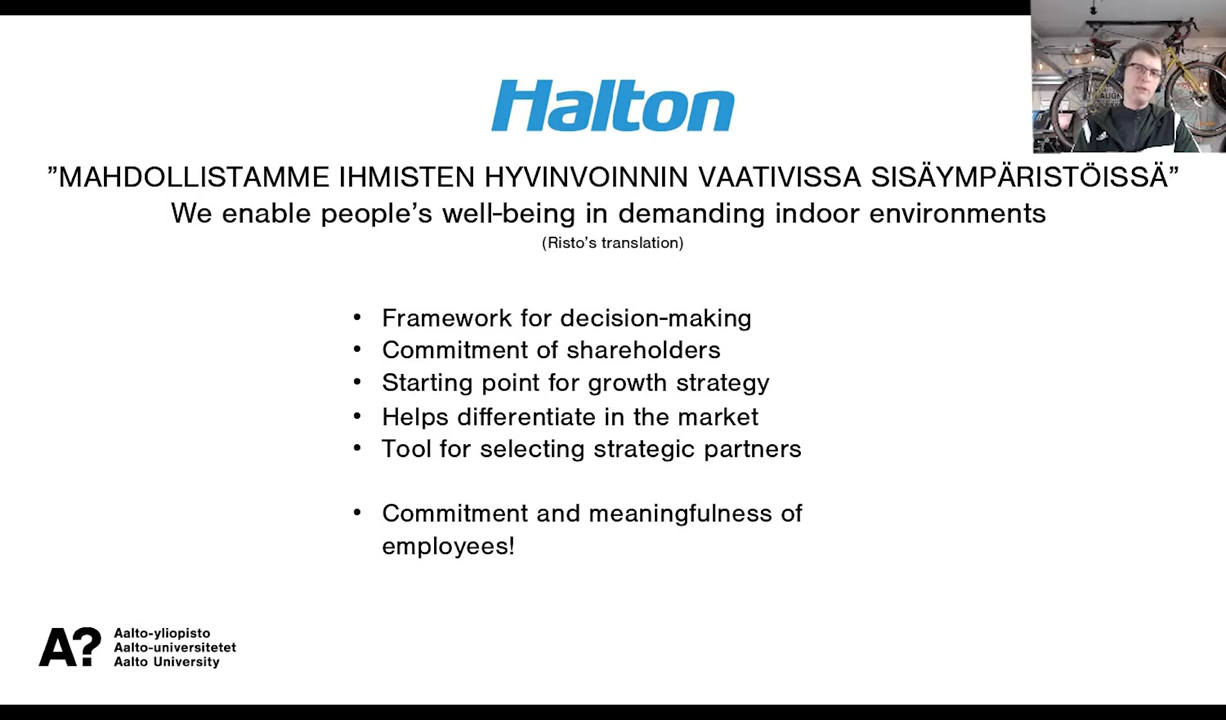 Halton
”MAHDOLLISTAMME IHMISTEN HYVINVOINNIN VAATIVISSA SISÄYMPÄRISTÖISSÄ”
We enable people’s well-being in demanding indoor environments
(Risto’s translation)
• Framework for decision-making
• Commitment of shareholders
• Starting point for growth strategy
• Helps differentiate in the market
• Tool for selecting strategic partners
• Commitment and meaningfulness of
employees!
A?
Aalto-yliopisto
Aalto-universitetet
Aalto University